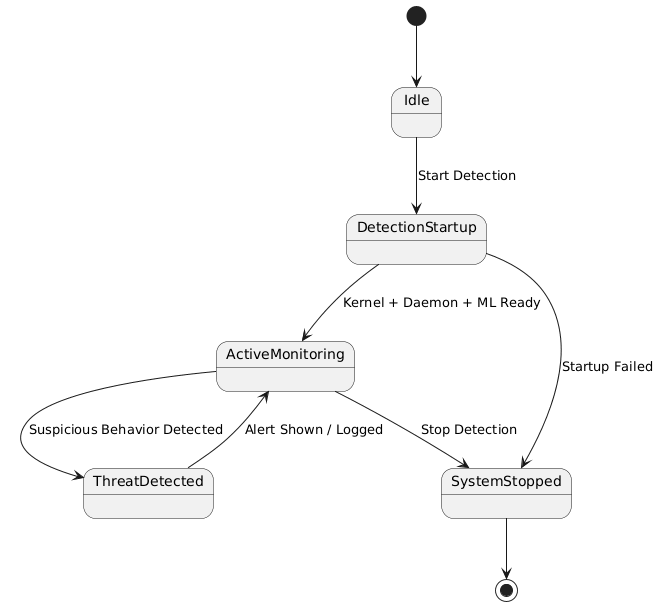 Idle
Start Detection
DetectionStartup
Kernel + Daemon + ML Ready
ActiveMonitoring
Startup Failed
Suspicious Behavior Detected
Alert Shown / Logged
Stop Detection
ThreatDetected
SystemStopped